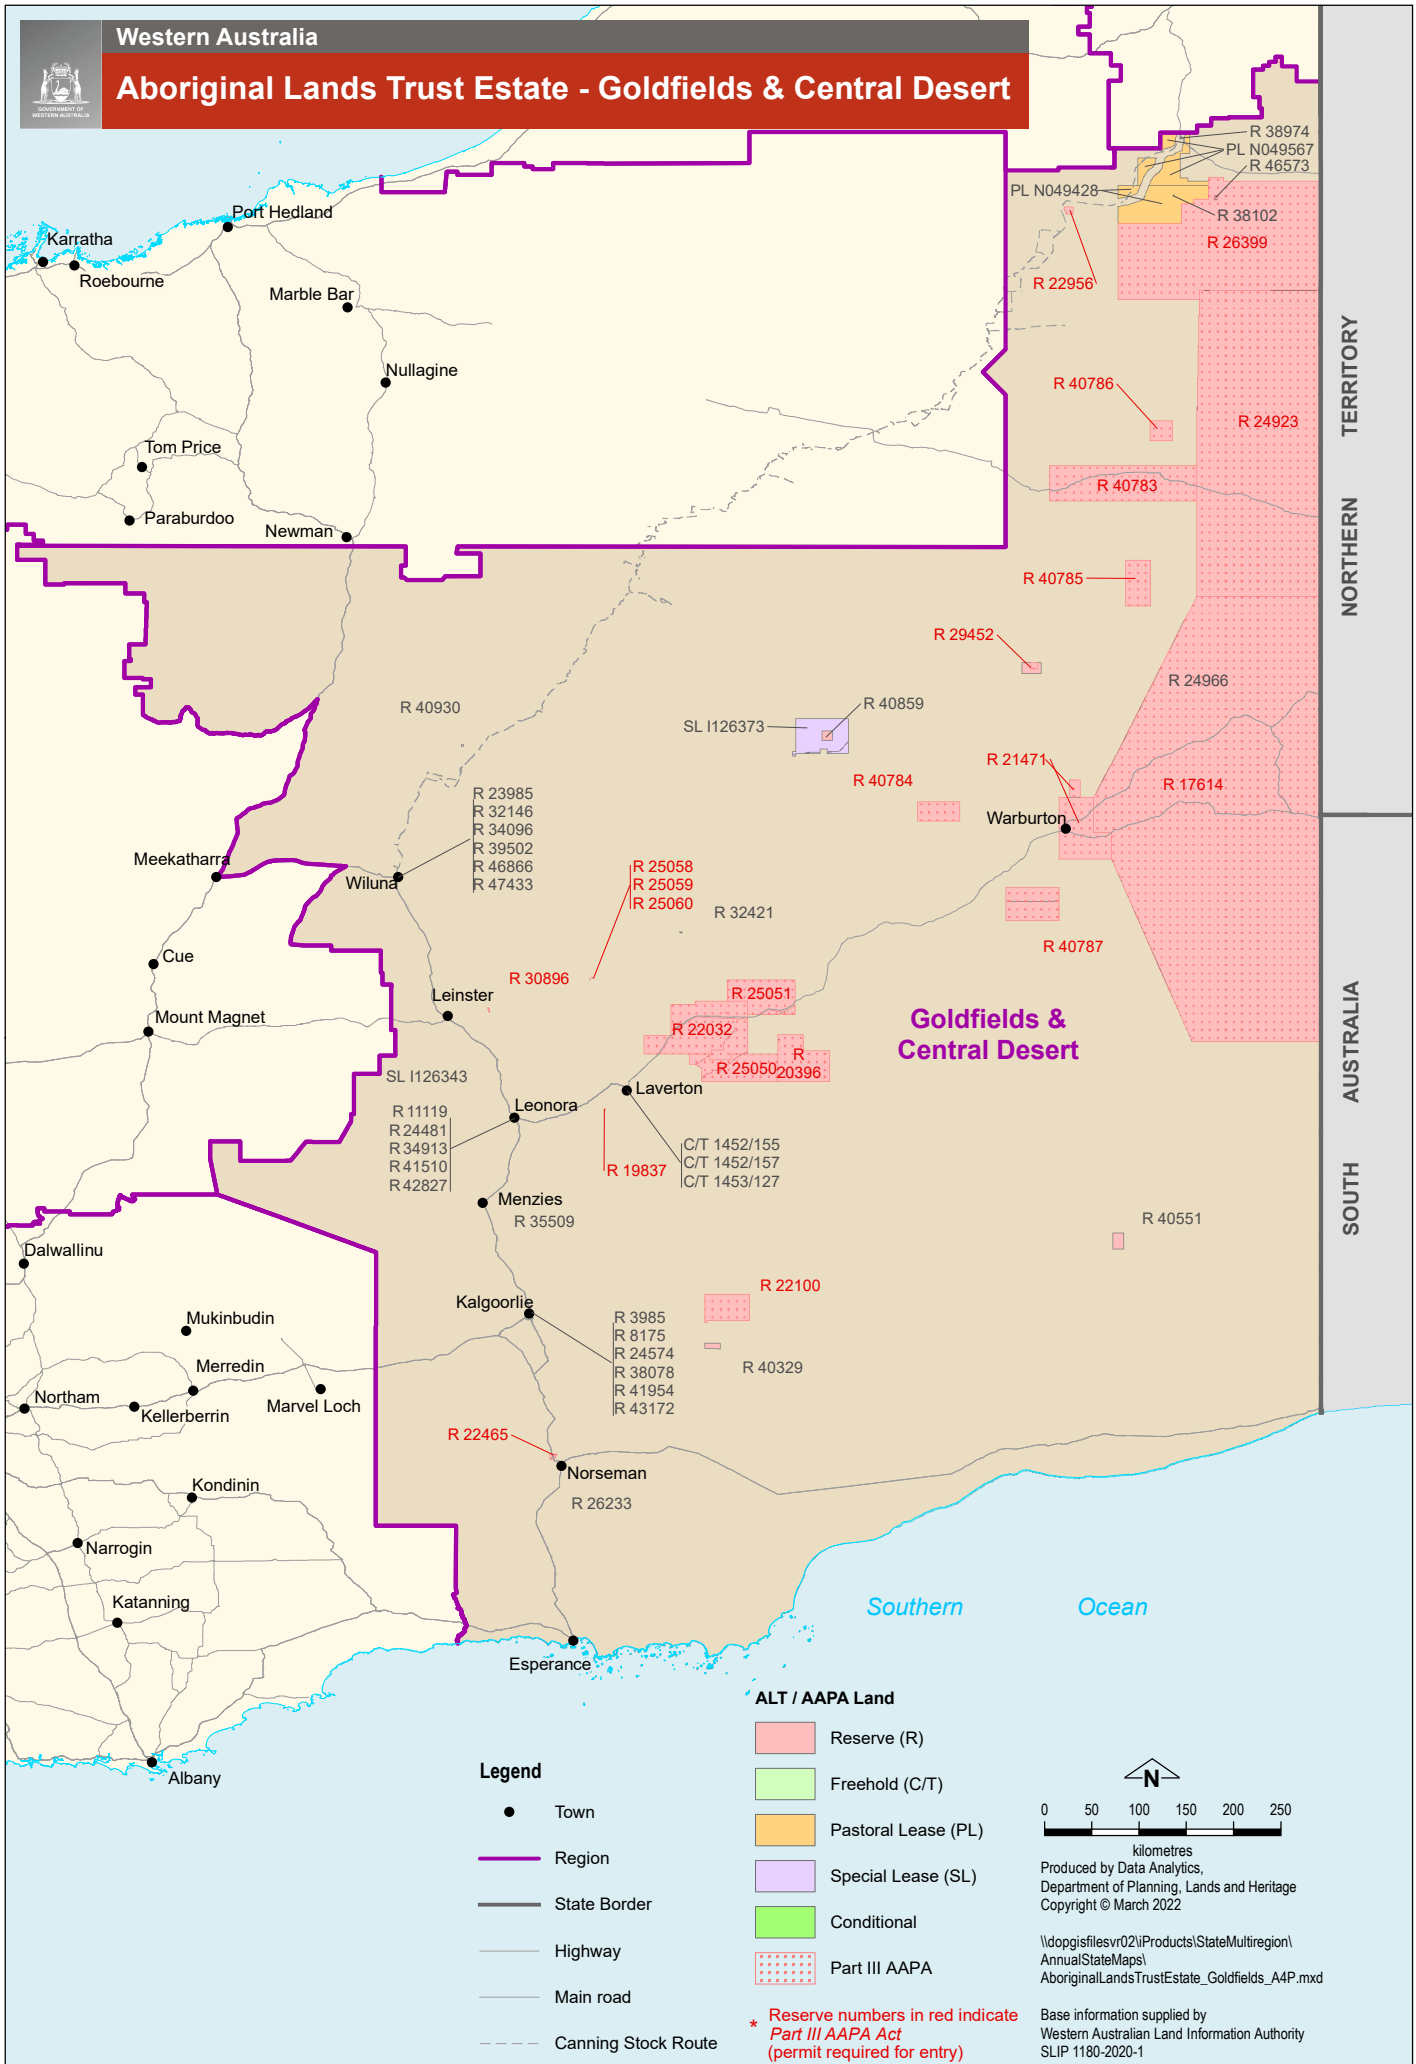 Western Australia
Aboriginal Lands Trust Estate - Goldfields & Central Desert
GOVERNMENT OF
WESTERN AUSTRALIA
R 38974
PL N049567
R 46573
PL N049428
R 38102
R 26399
R 22956
Port Hedland
Karratha
Roebourne
Marble Bar
Nullagine
R 40786
R 24923
Tom Price
R 40783
Paraburdoo
Newman
R 40785
R 29452
R 24966
R 40930
R 40859
SL I126373
R 21471
R 40784
R 17614
R 23985
R 32146
R 34096
R 39502
R 46866
R 47433
Warburton
Meekatharra
Wiluna
R 25058
R 25059
R 25060
R 32421
R 40787
Cue
R 30896
Leinster
R 25051
Mount Magnet
R 22032
Goldfields &
Central Desert
R 25050
R
20396
SL I126343
Laverton
Leonora
R 11119
R 24481
R 34913
R 41510
R 42827
C/T 1452/155
C/T 1452/157
C/T 1453/127
R 19837
Menzies
R 35509
R 40551
Dalwallinu
R 22100
Kalgoorlie
Mukinbudin
R 3985
R 8175
R 24574
R 38078
R 41954
R 43172
R 40329
Merredin
Northam
Kellerberrin
Marvel Loch
R 22465
Norseman
Kondinin
R 26233
Narrogin
Katanning
Southern Ocean
Esperance
Albany
NORTHERN TERRITORY
SOUTH AUSTRALIA
Legend
Town
Region
State Border
Highway
Main road
Canning Stock Route
ALT / AAPA Land
Reserve (R)
Freehold (C/T)
Pastoral Lease (PL)
Special Lease (SL)
Conditional
Part III AAPA
* Reserve numbers in red indicate
Part III AAPA Act
(permit required for entry)
N
0 50 100 150 200 250
kilometres
Produced by Data Analytics,
Department of Planning, Lands and Heritage
Copyright © March 2022
\\dopgisfilesvr02\iProducts\StateMultiregion\
AnnualStateMaps\
AboriginalLandsTrustEstate_Goldfields_A4P.mxd
Base information supplied by
Western Australian Land Information Authority
SLIP 1180-2020-1